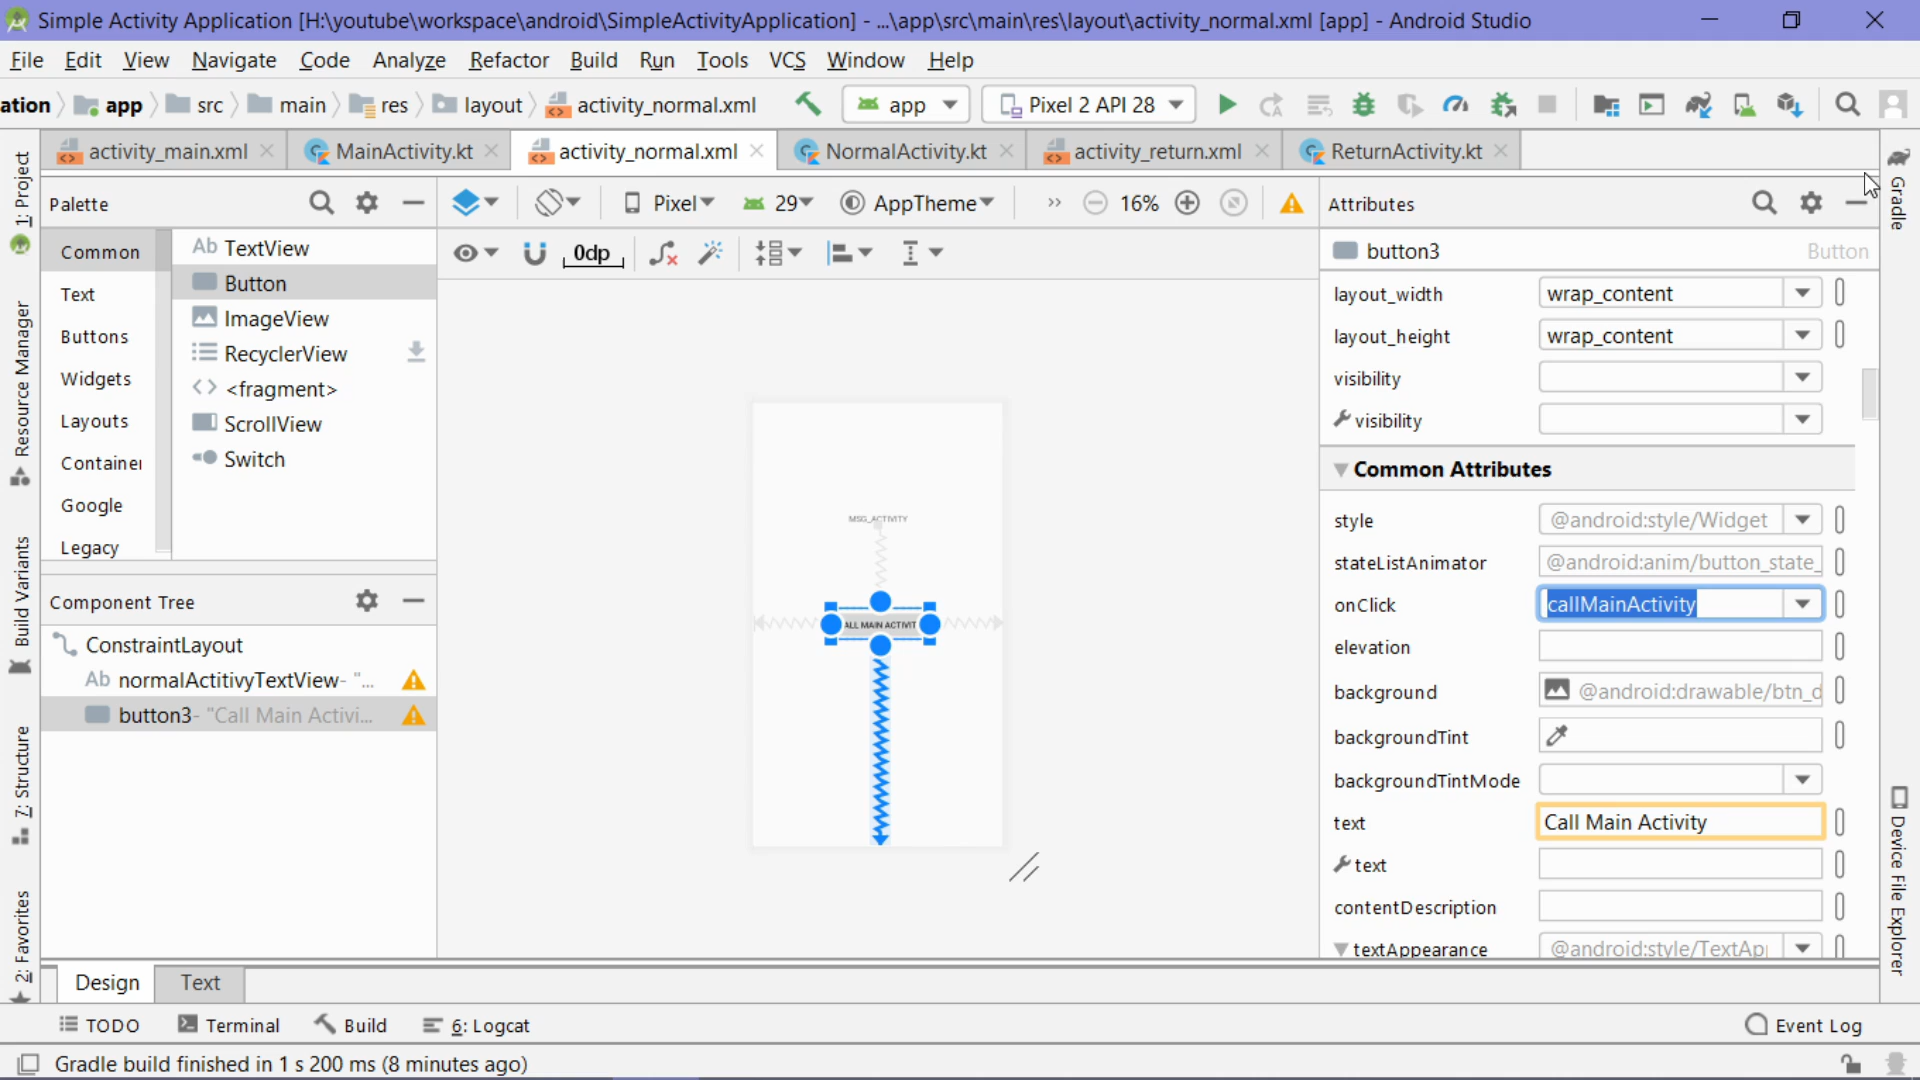 Simple Activity Application [H:\youtube\workspace\android\SimpleActivityApplication] - ...\app\src\main\res\layout\activity_normal.xml [app] - Android Studio
File Edit View Navigate Code Analyze Refactor Build Run Tools VCS Window Help
ation app src main res layout activity_normal.xml app Pixel 2 API 28
activity_main.xml MainActivity.kt activity_normal.xml NormalActivity.kt activity_return.xml ReturnActivity.kt
1: Project
Resource Manager
Build Variants
7: Structure
2: Favorites
Palette
Common
Text
Buttons
Widgets
Layouts
Container
Google
Legacy
Ab TextView
Button
ImageView
RecyclerView
<> <fragment>
ScrollView
Switch
Component Tree
ConstraintLayout
Ab normalActitivyTextView- "...
button3- "Call Main Activi...
Pixel 29 AppTheme >> 16%
0dp
MSG_ACTIVITY
ALL MAIN ACTIVIT
Attributes
button3 Button
layout_width wrap_content
layout_height wrap_content
visibility
visibility
Common Attributes
style @android:style/Widget
stateListAnimator @android:anim/button_state_
onClick callMainActivity
elevation
background @android:drawable/btn_d
backgroundTint
backgroundTintMode
text Call Main Activity
text
contentDescription
textAppearance @android:style/TextAp
Gradle
Device File Explorer
Design Text
TODO Terminal Build 6: Logcat Event Log
Gradle build finished in 1 s 200 ms (8 minutes ago)